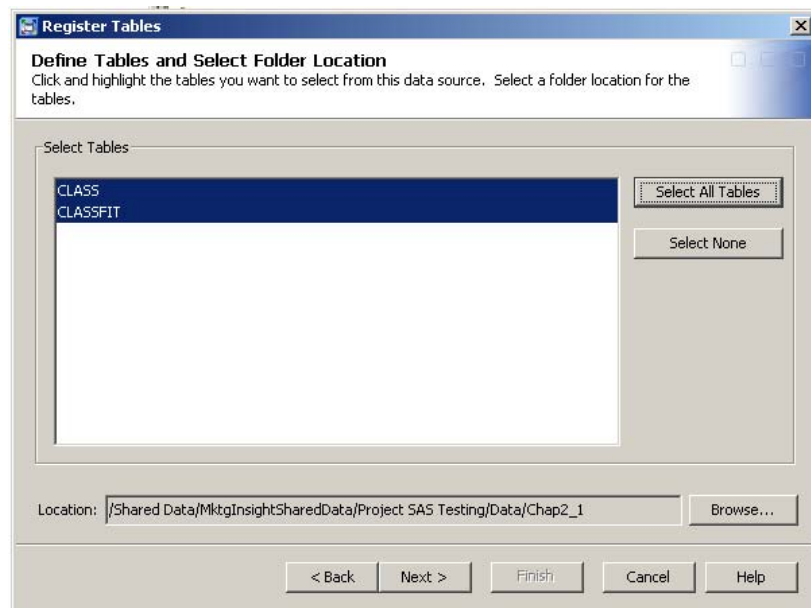 Register Tables
Define Tables and Select Folder Location
Click and highlight the tables you want to select from this data source. Select a folder location for the
tables.
Select Tables
CLASS
CLASSFIT
Select All Tables
Select None
Location: /Shared Data/MktgInsightSharedData/Project SAS Testing/Data/Chap2_1 Browse...
< Back Next > Finish Cancel Help